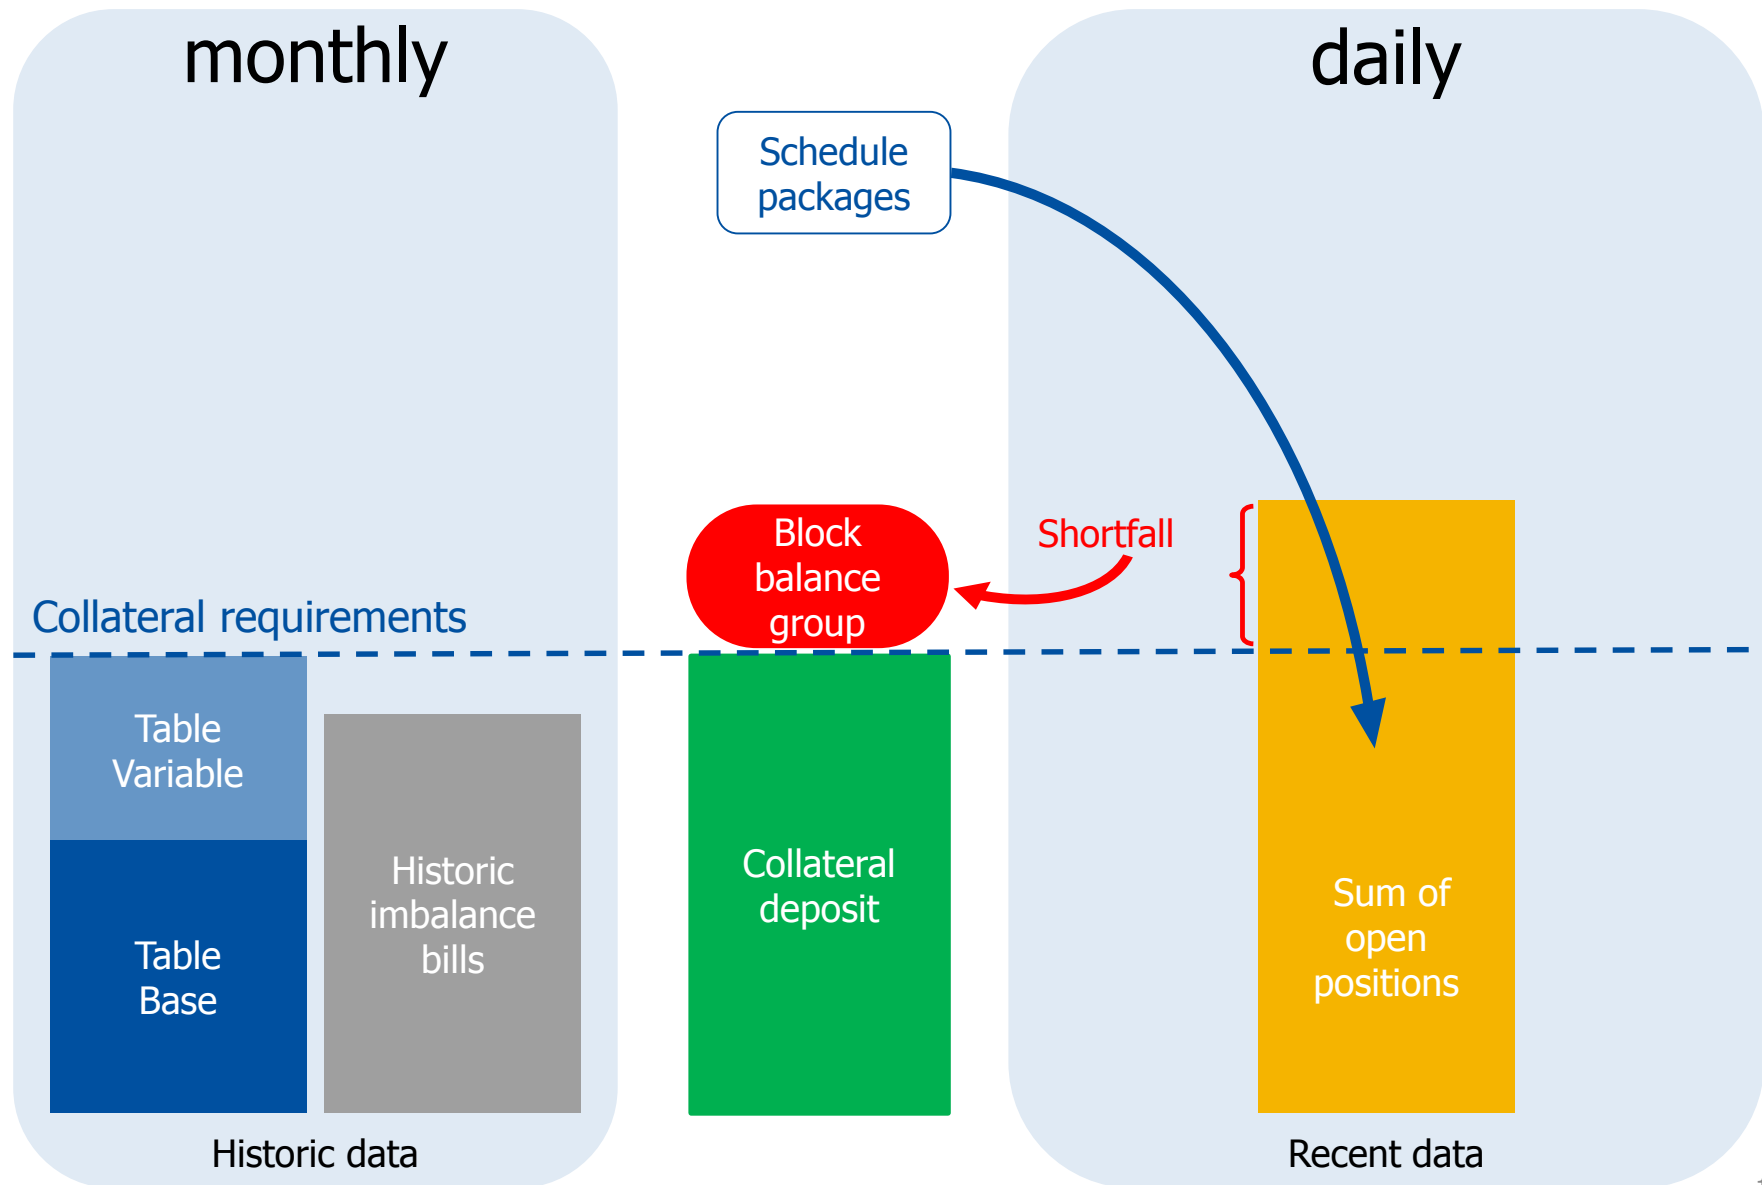 monthly
daily
Schedule
packages
Block
balance
group
Shortfall
Collateral requirements
Table
Variable
Table
Base
Historic
imbalance
bills
Collateral
deposit
Sum of
open
positions
Historic data
Recent data